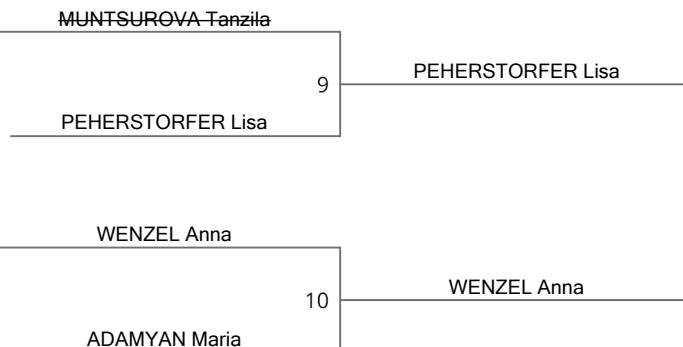 MUNTSUROVA Tanzila
PEHERSTORFER Lisa
9
PEHERSTORFER Lisa
WENZEL Anna
WENZEL Anna
10
ADAMYAN Maria